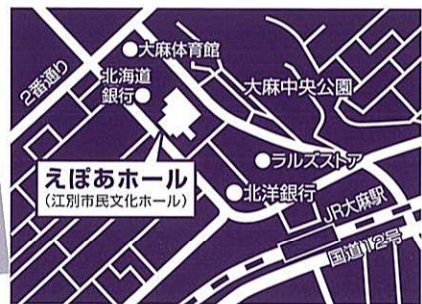 大麻体育館
2番通り
北海道
銀行
大麻中央公園
えぽあホール
(江別市民文化ホール)
ラルズストア
北洋銀行
JR大麻駅
国道12号